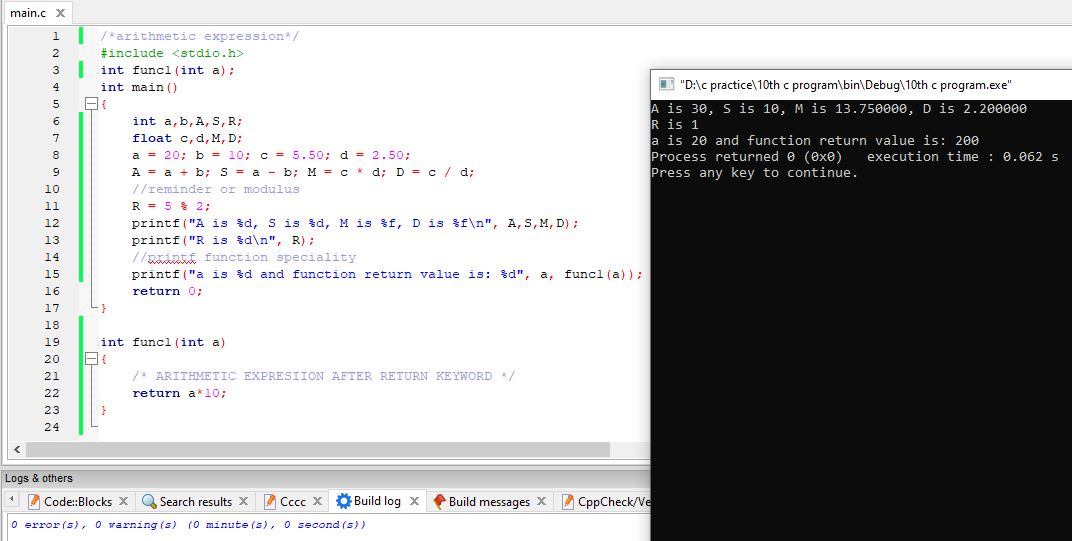 main.c X
1 /*arithmetic expression*/
2 #include <stdio.h>
3 int func1(int a);
4 int main()
5 {
6 int a,b,A,S,R;
7 float c,d,M,D;
8 a = 20; b = 10; c = 5.50; d = 2.50;
9 A = a + b; S = a - b; M = c * d; D = c / d;
10 //reminder or modulus
11 R = 5 % 2;
12 printf("A is %d, S is %d, M is %f, D is %f\n", A,S,M,D);
13 printf("R is %d\n", R);
14 //printf function speciality
15 printf("a is %d and function return value is: %d", a, func1(a));
16 return 0;
17 }
18
19 int func1(int a)
20 {
21 /* ARITHMETIC EXPRESIION AFTER RETURN KEYWORD */
22 return a*10;
23 }
24
"D:\c practice\10th c program\bin\Debug\10th c program.exe"
A is 30, S is 10, M is 13.750000, D is 2.200000
R is 1
a is 20 and function return value is: 200
Process returned 0 (0x0) execution time : 0.062 s
Press any key to continue.
Logs & others
Code::Blocks X Search results X Cccc X Build log X Build messages X CppCheck/Ve
0 error(s), 0 warning(s) (0 minute(s), 0 second(s))